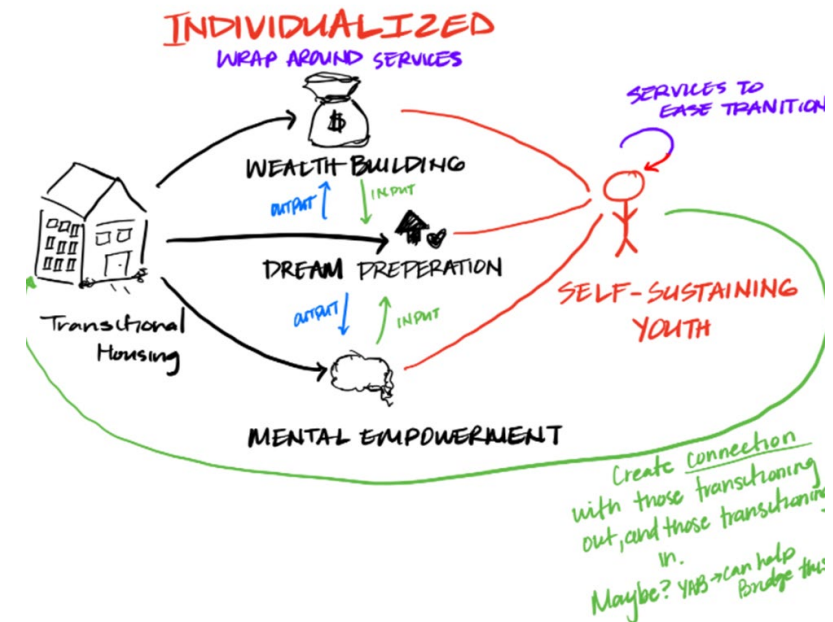 INDIVIDUALIZED
WRAP AROUND SERVICES
SERVICES TO
EASE TRANITION
$
WEALTH BUILDING
OUTPUT
INPUT
DREAM PREPERATION
OUTPUT
INPUT
Transitional
Housing
SELF-SUSTAINING
YOUTH
MENTAL EMPOWERMENT
Create connection
with those transitioning
out, and those transitioning
in.
Maybe? YAB → can help
Bridge this